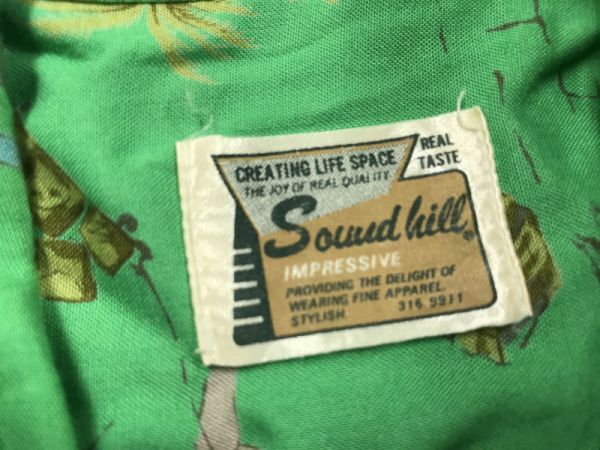 CREATING LIFE SPACE
THE JOY OF REAL QUALITY
REAL
TASTE
Sound hill®
IMPRESSIVE
PROVIDING THE DELIGHT OF
WEARING FINE APPAREL.
STYLISH. 316 9911